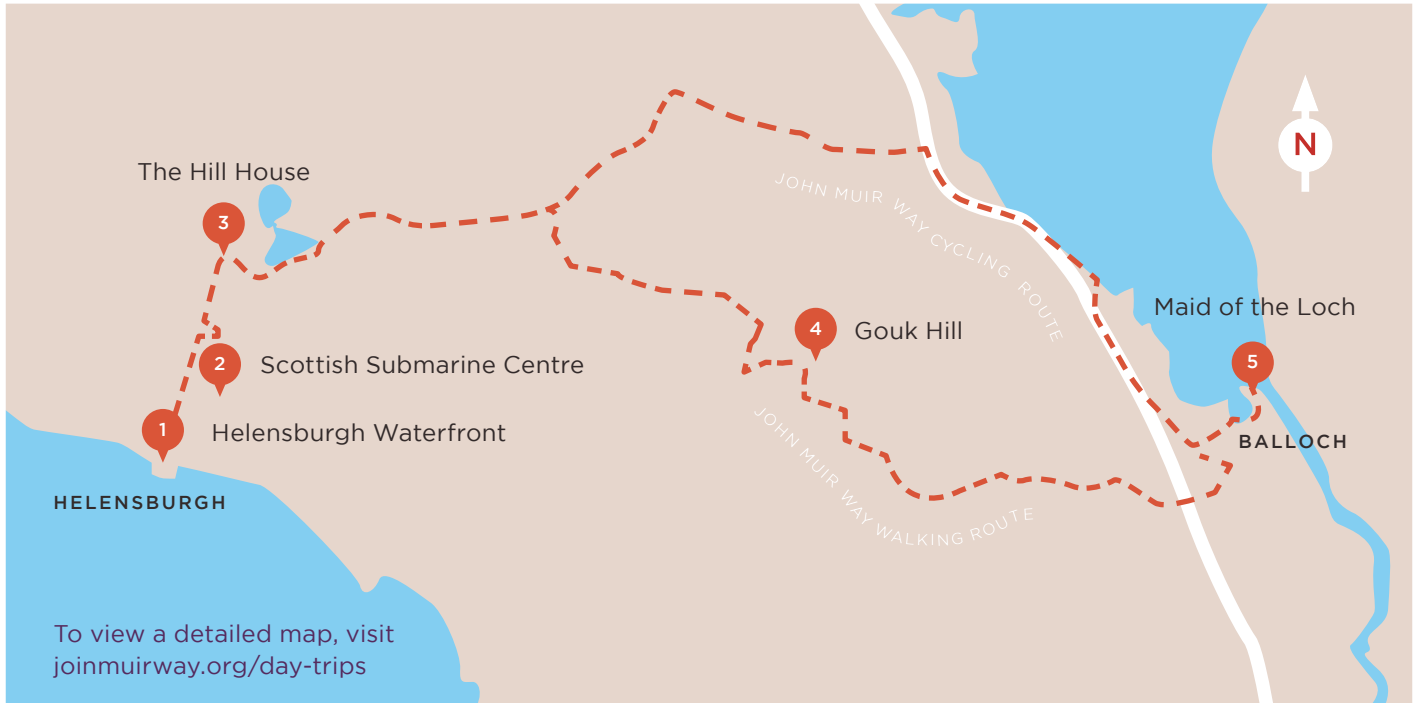 N
The Hill House
3
JOHN MUIR WAY CYCLING ROUTE
Maid of the Loch
4
Gouk Hill
5
2
Scottish Submarine Centre
1
Helensburgh Waterfront
BALLOCH
JOHN MUIR WAY WALKING ROUTE
HELENSBURGH
To view a detailed map, visit
joinmuirway.org/day-trips